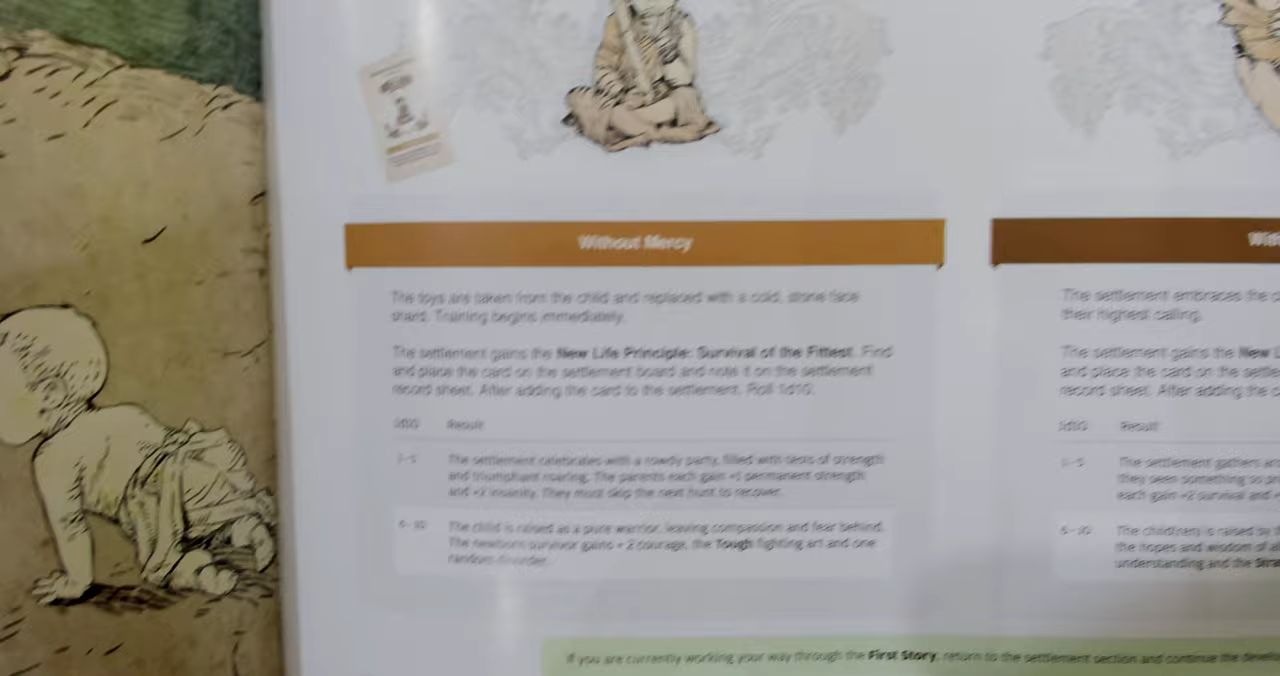 Without Mercy
The toys are taken from the child and replaced with a cold, stone face
shard. Training begins immediately.
The settlement gains the New Life Principle: Survival of the Fittest. Find
and place the card on the settlement board and note it on the settlement
record sheet. After adding the card to the settlement. Roll 1d10.
1d10 Result
1-5 The settlement celebrates with a rowdy party, filled with tests of strength
and triumphant roaring. The parents each gain +1 permanent strength
and +2 insanity. They must skip the next hunt to recover.
6-10 The child is raised as a pure warrior, leaving compassion and fear behind.
The newborn survivor gains + 2 courage, the Tough fighting art and one
random disorder.
The settlement embraces the
their highest calling.
The settlement gains the New
and place the card on the
record sheet. After adding the
1d10 Result
1-5 The settlement gathers
they seen something so
each gain +2 survival and
6-10 The child is raised by
the hopes and wisdom of
understanding and the
If you are currently working your way through the First Story, return to the settlement section and continue the